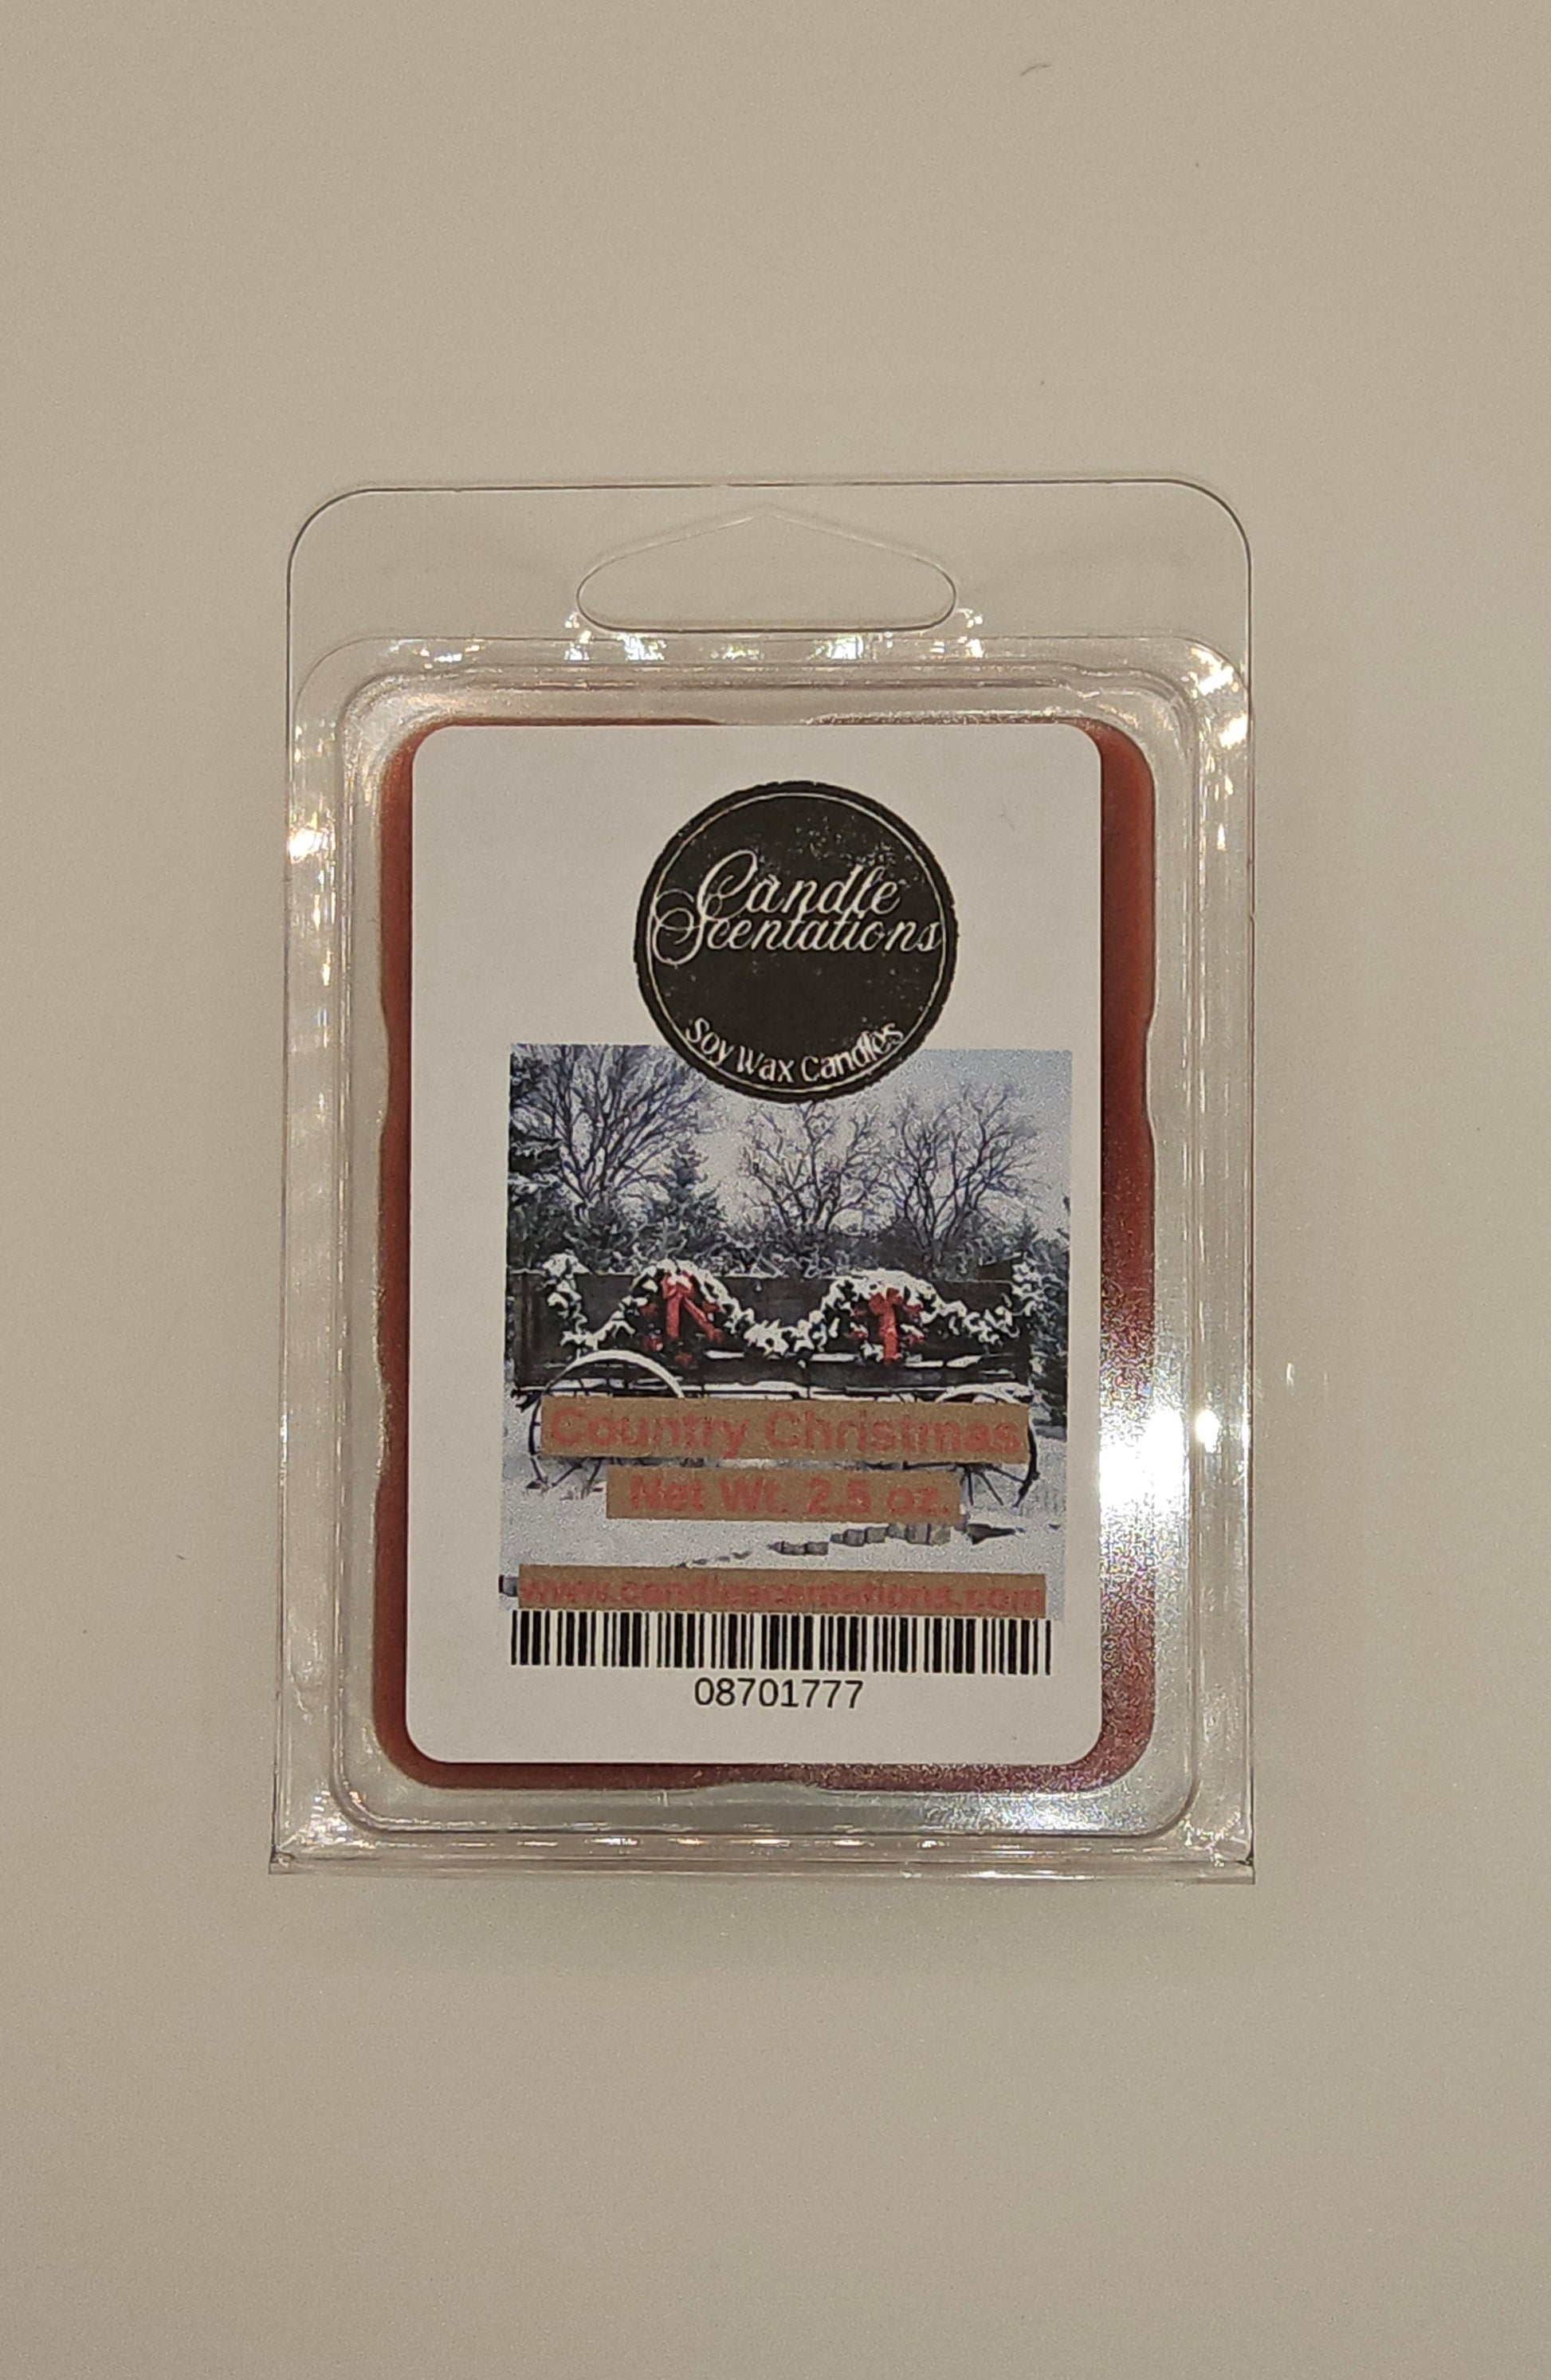 Candle
Scentations
Soy Wax Candles
Country Christmas
Net Wt. 2.5 oz.
www.candlescentations.com
08701777